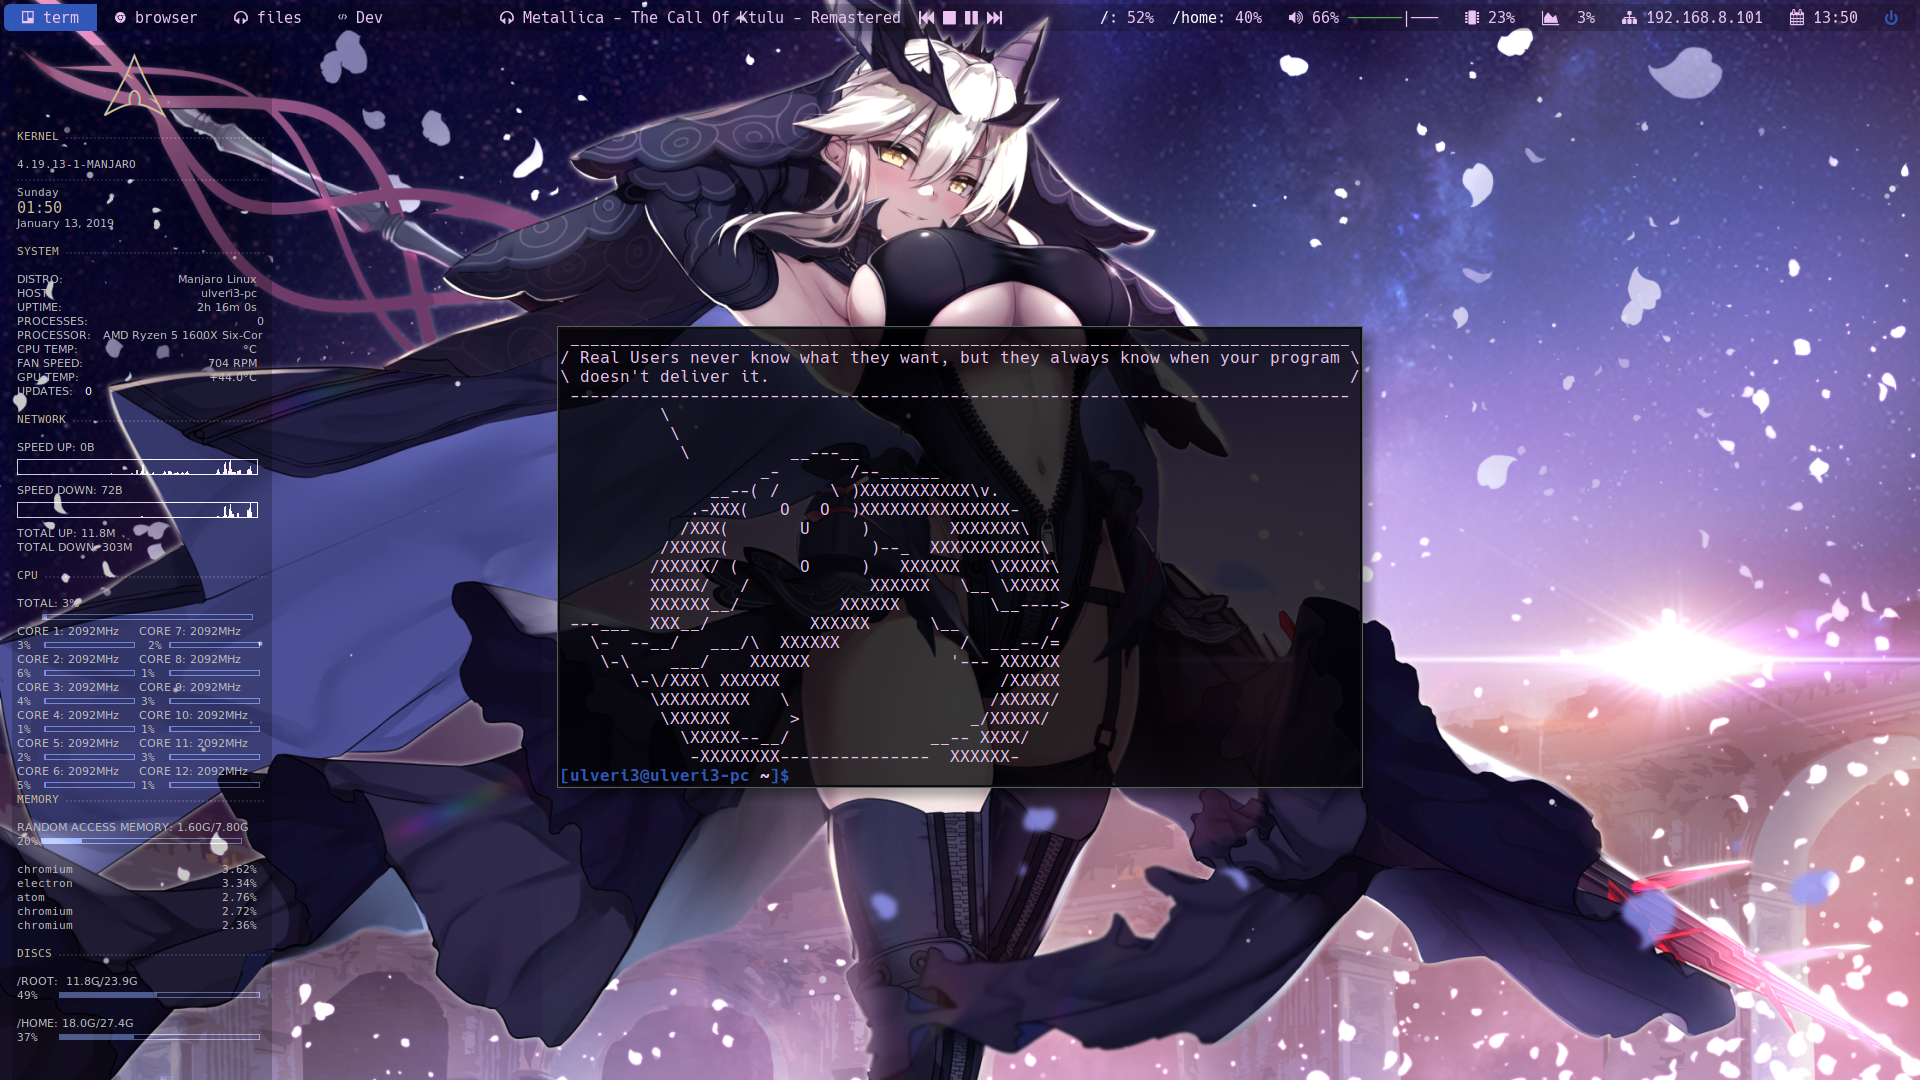 term browser files Dev Metallica - The Call Of Ktulu - Remastered /: 52% /home: 40% 66% 23% 3% 192.168.8.101 13:50
KERNEL
4.19.13-1-MANJARO
Sunday
01:50
January 13, 2019
SYSTEM
DISTRO: Manjaro Linux
HOST: ulveri3-pc
UPTIME: 2h 16m 0s
PROCESSES: 0
PROCESSOR: AMD Ryzen 5 1600X Six-Cor
CPU TEMP: °C
FAN SPEED: 704 RPM
GPU TEMP: +44.0°C
UPDATES: 0
NETWORK
SPEED UP: 0B
SPEED DOWN: 72B
TOTAL UP: 11.8M
TOTAL DOWN: 303M
CPU
TOTAL: 3%
CORE 1: 2092MHz CORE 7: 2092MHz
3% 2%
CORE 2: 2092MHz CORE 8: 2092MHz
6% 1%
CORE 3: 2092MHz CORE 9: 2092MHz
4% 3%
CORE 4: 2092MHz CORE 10: 2092MHz
1% 1%
CORE 5: 2092MHz CORE 11: 2092MHz
2% 3%
CORE 6: 2092MHz CORE 12: 2092MHz
5% 1%
MEMORY
RANDOM ACCESS MEMORY: 1.60G/7.80G
20%
chromium 3.62%
electron 3.34%
atom 2.76%
chromium 2.72%
chromium 2.36%
DISCS
/ROOT: 11.8G/23.9G
49%
/HOME: 18.0G/27.4G
37%
/ Real Users never know what they want, but they always know when your program \
\ doesn't deliver it. /
[ulveri3@ulveri3-pc ~]$